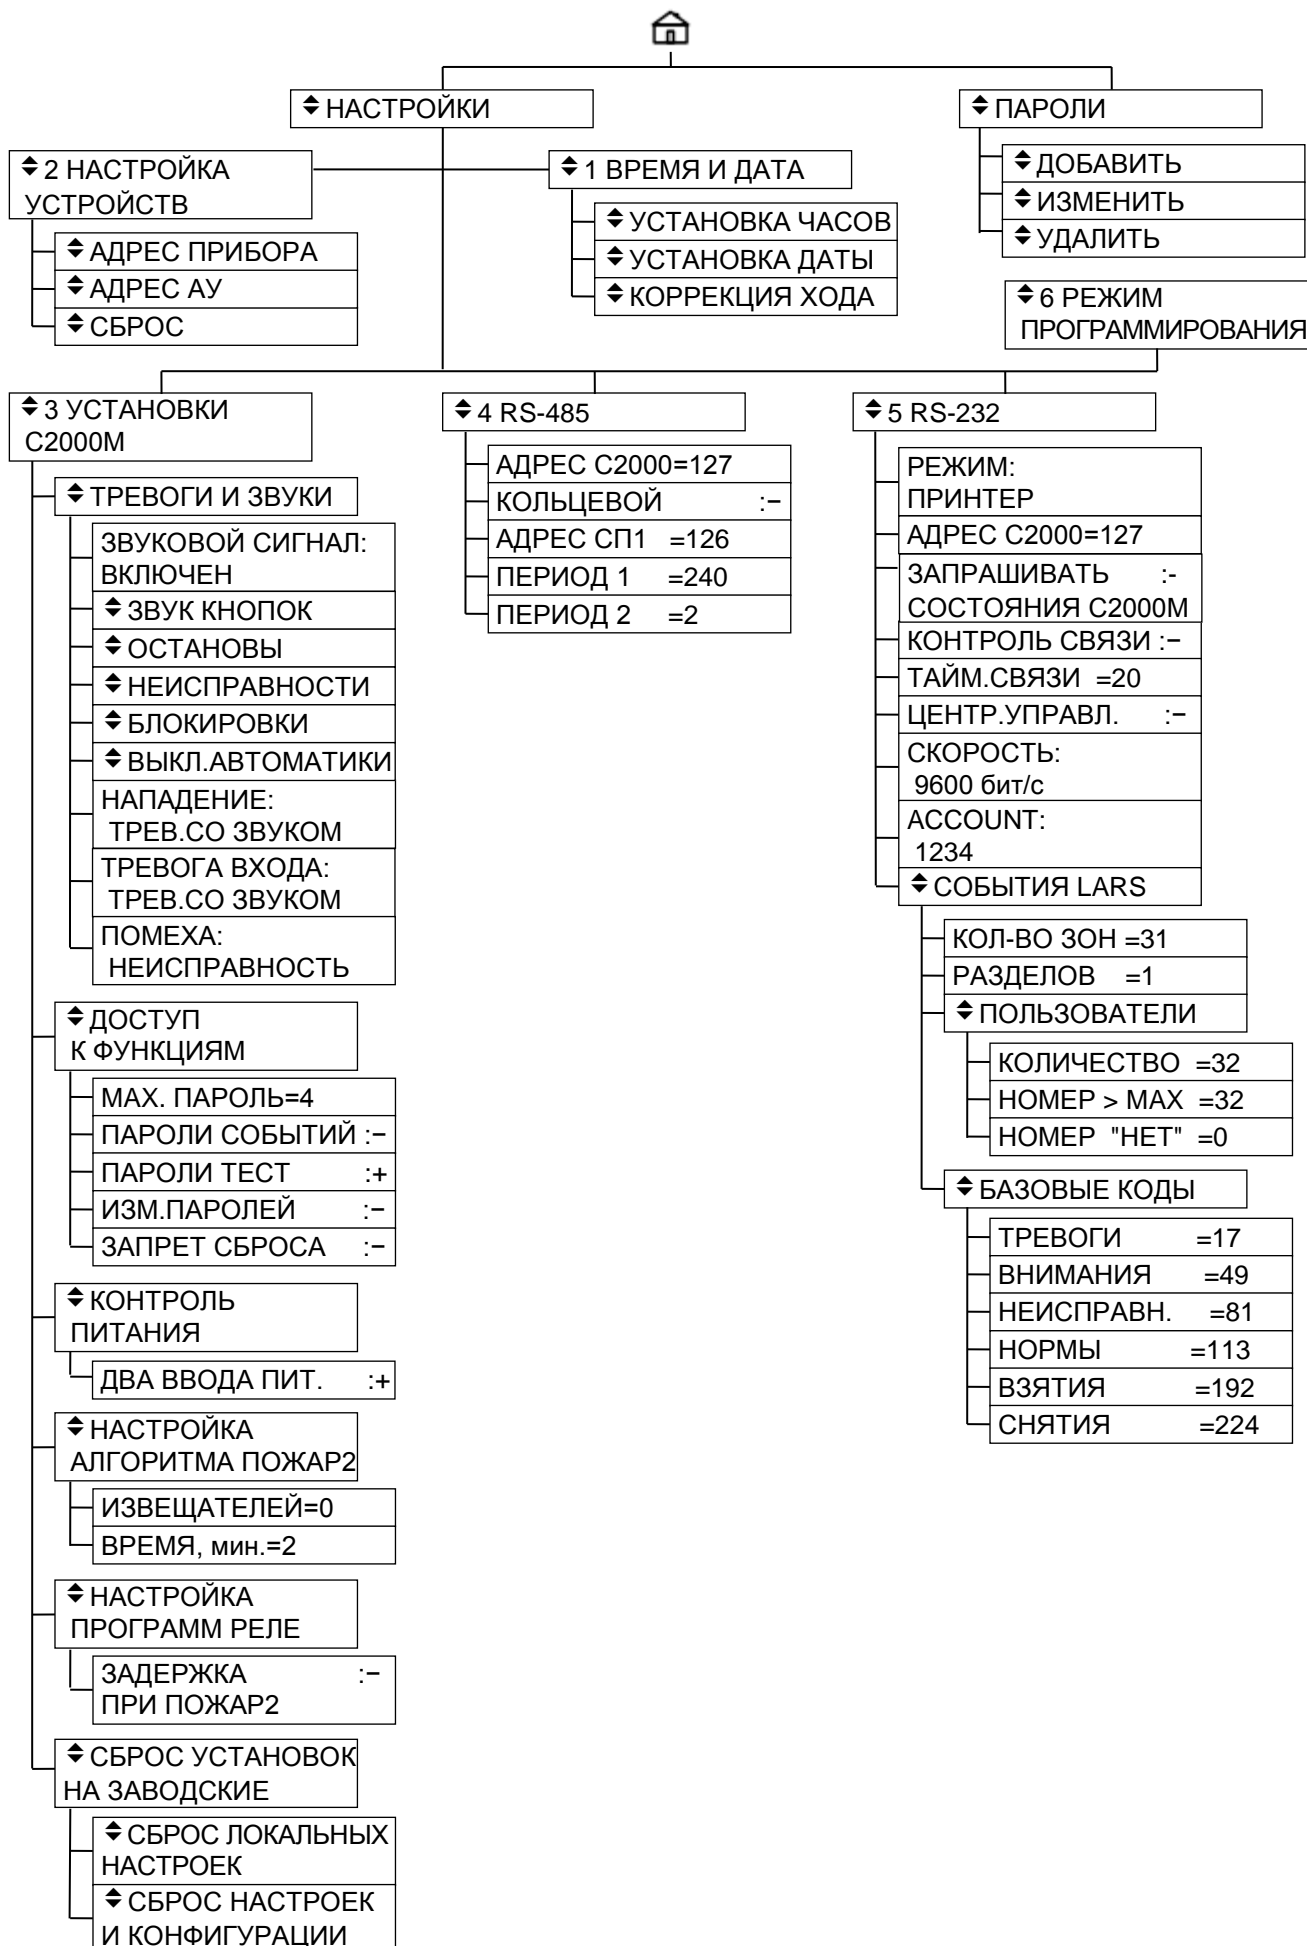 НАСТРОЙКИ
ПАРОЛИ
ДОБАВИТЬ
ИЗМЕНИТЬ
УДАЛИТЬ
2 НАСТРОЙКА
УСТРОЙСТВ
АДРЕС ПРИБОРА
АДРЕС АУ
СБРОС
1 ВРЕМЯ И ДАТА
УСТАНОВКА ЧАСОВ
УСТАНОВКА ДАТЫ
КОРРЕКЦИЯ ХОДА
6 РЕЖИМ
ПРОГРАММИРОВАНИЯ
3 УСТАНОВКИ
С2000М
ТРЕВОГИ И ЗВУКИ
ЗВУКОВОЙ СИГНАЛ:
ВКЛЮЧЕН
ЗВУК КНОПОК
ОСТАНОВЫ
НЕИСПРАВНОСТИ
БЛОКИРОВКИ
ВЫКЛ.АВТОМАТИКИ
НАПАДЕНИЕ:
ТРЕВ.СО ЗВУКОМ
ТРЕВОГА ВХОДА:
ТРЕВ.СО ЗВУКОМ
ПОМЕХА:
НЕИСПРАВНОСТЬ
ДОСТУП
К ФУНКЦИЯМ
МАХ. ПАРОЛЬ=4
ПАРОЛИ СОБЫТИЙ :−
ПАРОЛИ ТЕСТ :+
ИЗМ.ПАРОЛЕЙ :−
ЗАПРЕТ СБРОСА :−
КОНТРОЛЬ
ПИТАНИЯ
ДВА ВВОДА ПИТ. :+
НАСТРОЙКА
АЛГОРИТМА ПОЖАР2
ИЗВЕЩАТЕЛЕЙ=0
ВРЕМЯ, мин.=2
НАСТРОЙКА
ПРОГРАММ РЕЛЕ
ЗАДЕРЖКА :−
ПРИ ПОЖАР2
СБРОС УСТАНОВОК
НА ЗАВОДСКИЕ
СБРОС ЛОКАЛЬНЫХ
НАСТРОЕК
СБРОС НАСТРОЕК
И КОНФИГУРАЦИИ
4 RS-485
АДРЕС С2000=127
КОЛЬЦЕВОЙ :−
АДРЕС СП1 =126
ПЕРИОД 1 =240
ПЕРИОД 2 =2
5 RS-232
РЕЖИМ:
ПРИНТЕР
АДРЕС С2000=127
ЗАПРАШИВАТЬ :-
СОСТОЯНИЯ С2000М
КОНТРОЛЬ СВЯЗИ :−
ТАЙМ.СВЯЗИ =20
ЦЕНТР.УПРАВЛ. :−
СКОРОСТЬ:
9600 бит/с
ACCOUNT:
1234
СОБЫТИЯ LARS
КОЛ-ВО ЗОН =31
РАЗДЕЛОВ =1
ПОЛЬЗОВАТЕЛИ
КОЛИЧЕСТВО =32
НОМЕР > MAX =32
НОМЕР "НЕТ" =0
БАЗОВЫЕ КОДЫ
ТРЕВОГИ =17
ВНИМАНИЯ =49
НЕИСПРАВН. =81
НОРМЫ =113
ВЗЯТИЯ =192
СНЯТИЯ =224